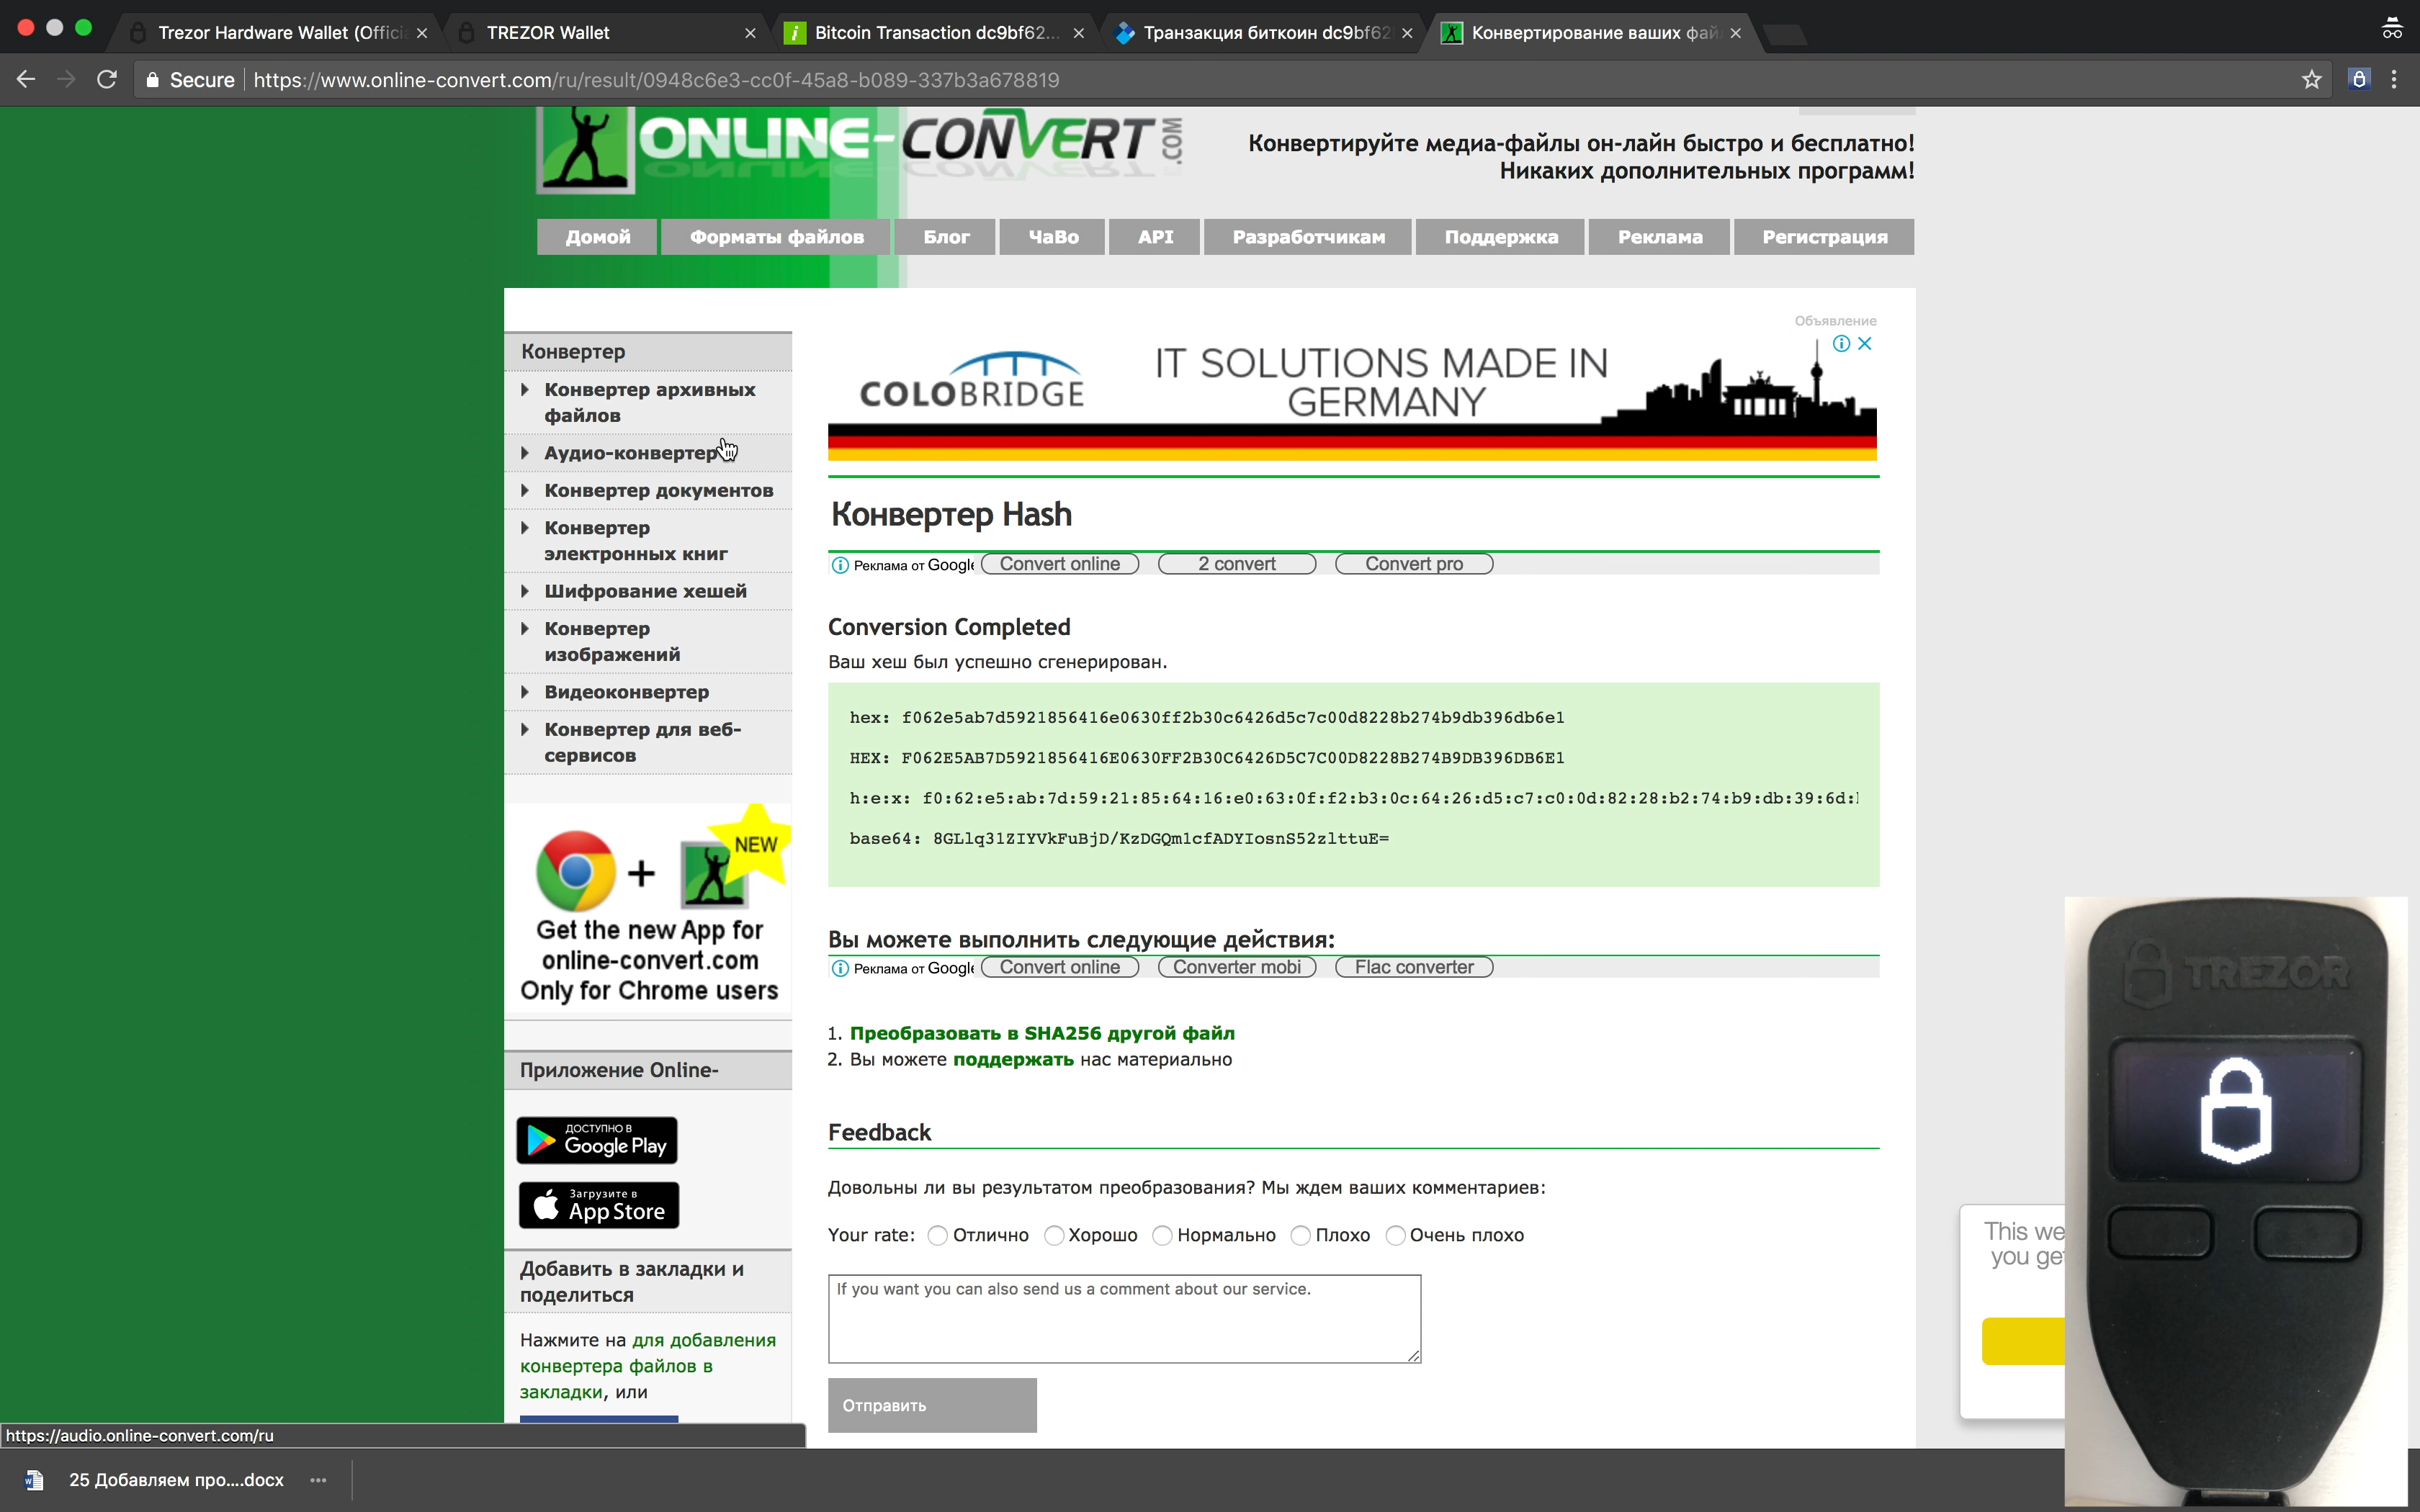 Trezor Hardware Wallet (Offici
TREZOR Wallet
Bitcoin Transaction dc9bf62...
Транзакция биткоин dc9bf62
Конвертирование ваших фай
Secure
https://www.online-convert.com/ru/result/0948c6e3-cc0f-45a8-b089-337b3a678819
ONLINE-CONVERT.COM
Конвертируйте медиа-файлы он-лайн быстро и бесплатно!
Никаких дополнительных программ!
Домой Форматы файлов Блог ЧаВо API Разработчикам Поддержка Реклама Регистрация
Объявление
COLOBRIDGE
IT SOLUTIONS MADE IN
GERMANY
Конвертер
Конвертер архивных
файлов
Аудио-конвертер
Конвертер документов
Конвертер
электронных книг
Шифрование хешей
Конвертер
изображений
Видеоконвертер
Конвертер для веб-
сервисов
NEW
+
Get the new App for
online-convert.com
Only for Chrome users
Приложение Online-
ДОСТУПНО В
Google Play
Загрузите в
App Store
Добавить в закладки и
поделиться
Нажмите на для добавления
конвертера файлов в
закладки, или
Конвертер Hash
Реклама от Google Convert online 2 convert Convert pro
Conversion Completed
Ваш хеш был успешно сгенерирован.
hex: f062e5ab7d5921856416e0630ff2b30c6426d5c7c00d8228b274b9db396db6e1
HEX: F062E5AB7D5921856416E0630FF2B30C6426D5C7C00D8228B274B9DB396DB6E1
h:e:x: f0:62:e5:ab:7d:59:21:85:64:16:e0:63:0f:f2:b3:0c:64:26:d5:c7:c0:0d:82:28:b2:74:b9:db:39:6d:
base64: 8GLlq31ZIYVkFuBjD/KzDGQm1cfADYIosnS52zlttuE=
Вы можете выполнить следующие действия:
Реклама от Google Convert online Converter mobi Flac converter
1. Преобразовать в SHA256 другой файл
2. Вы можете поддержать нас материально
Feedback
Довольны ли вы результатом преобразования? Мы ждем ваших комментариев:
Your rate: Отлично Хорошо Нормально Плохо Очень плохо
If you want you can also send us a comment about our service.
Отправить
This we
you get
TREZOR
https://audio.online-convert.com/ru
25 Добавляем про....docx